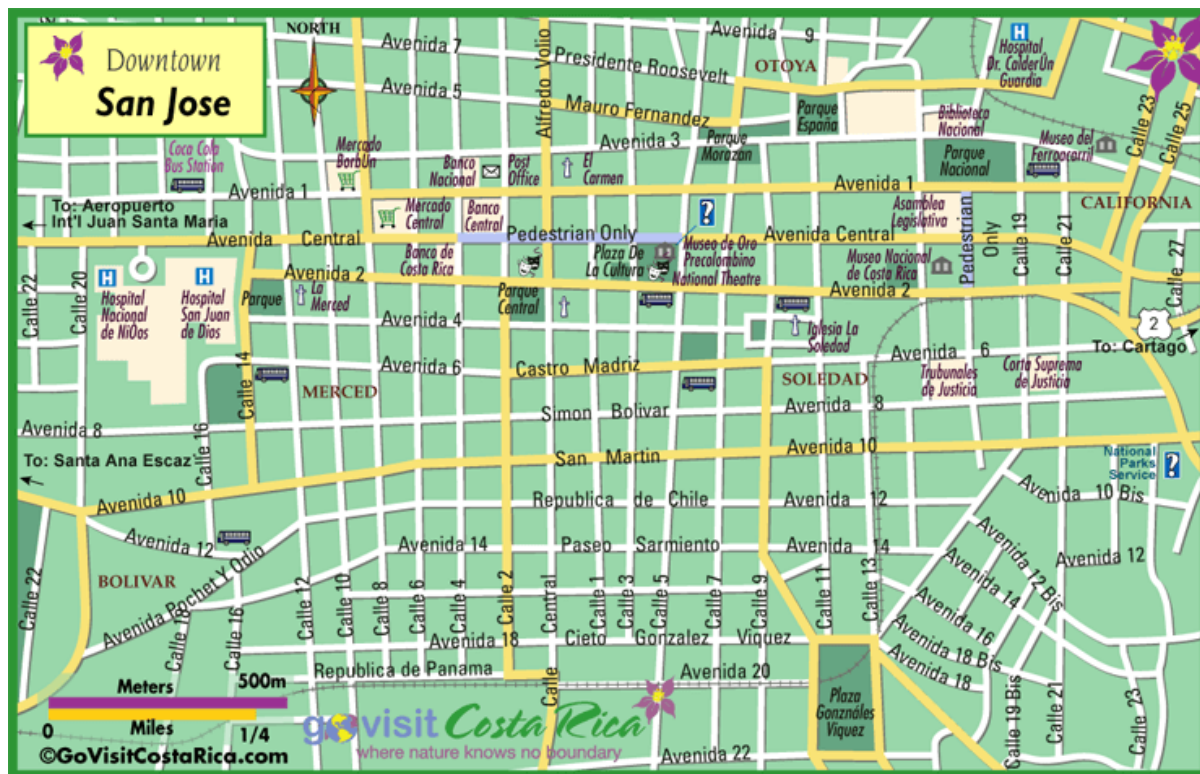 Downtown
San Jose
NORTH
Avenida 7
Alfredo Volio
Presidente Roosevelt
Avenida 9
OTOYA
Hospital
Dr. CalderÚn
Guardia
Calle 23
Calle 25
Avenida 5
Mauro Fernandez
Parque
España
Biblioteca
Nacional
Coca Cola
Bus Station
Mercado
BorbÚn
Banco
Nacional
Post
Office
El
Carmen
Avenida 3
Parque
Morazan
Parque
Nacional
Museo del
Ferrocarril
Avenida 1
Avenida 1
To: Aeropuerto
Int'l Juan Santa Maria
Mercado
Central
Banco
Central
Asamblea
Legislativa
Pedestrian
Only
Calle 19
Calle 21
CALIFORNIA
Avenida Central
Pedestrian Only
Avenida Central
Banco de
Costa Rica
Plaza De
La Cultura
Museo de Oro
Precolombino
National Theatre
Museo Nacional
de Costa Rica
Calle 27
Calle 22
Calle 20
Hospital
Nacional
de NiÒos
Hospital
San Juan
de Dios
Parque
La
Merced
Avenida 2
Parque
Central
Avenida 2
2
To: Cartago
Avenida 4
Iglesia La
Soledad
Calle 14
MERCED
Avenida 6
Castro Madriz
SOLEDAD
Avenida 6
Trubunales
de Justicia
Corta Suprema
de Justicia
Simon Bolivar
Avenida 8
Avenida 8
Calle 16
To: Santa Ana Escaz˙
San Martin
Avenida 10
National
Parks
Service
Avenida 10
Republica de Chile
Avenida 12
Avenida 10 Bis
Avenida 12
Avenida 14
Paseo Sarmiento
Avenida 14
Avenida 12 Bis
Avenida 12
BOLIVAR
Avenida Pachet Y Odio
Calle 22
Calle 18
Calle 16
Calle 12
Calle 10
Calle 8
Calle 6
Calle 4
Calle 2
Calle Central
Calle 1
Calle 3
Calle 5
Calle 7
Calle 9
Calle 11
Calle 13
Avenida 14
Avenida 16
Avenida 18 Bis
Avenida 18
Avenida 18
Cieto Gonzalez Viquez
Republica de Panama
Avenida 20
Plaza
Gonználes
Viquez
Calle 19 Bis
Calle 21
Calle 23
Meters 500m
0 Miles 1/4
©GoVisitCostaRica.com
govisit Costa Rica
where nature knows no boundary
Avenida 22